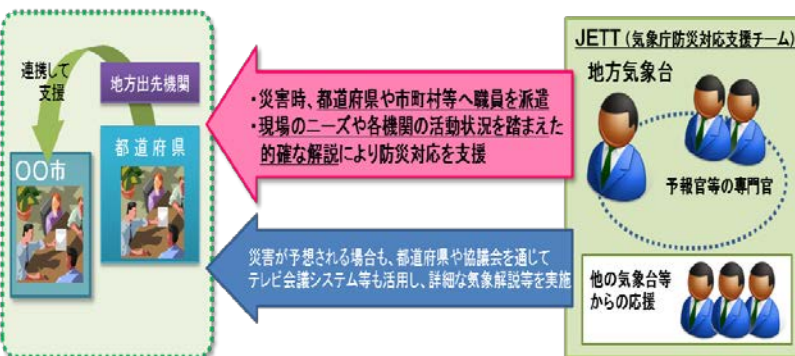 連携して
支援
地方出先機関
都道府県
〇〇市
・災害時、都道府県や市町村等へ職員を派遣
・現場のニーズや各機関の活動状況を踏まえた
的確な解説により防災対応を支援
災害が予想される場合も、都道府県や協議会を通じて
テレビ会議システム等も活用し、詳細な気象解説等を実施
JETT（気象庁防災対応支援チーム）
地方気象台
予報官等の専門官
他の気象台等
からの応援